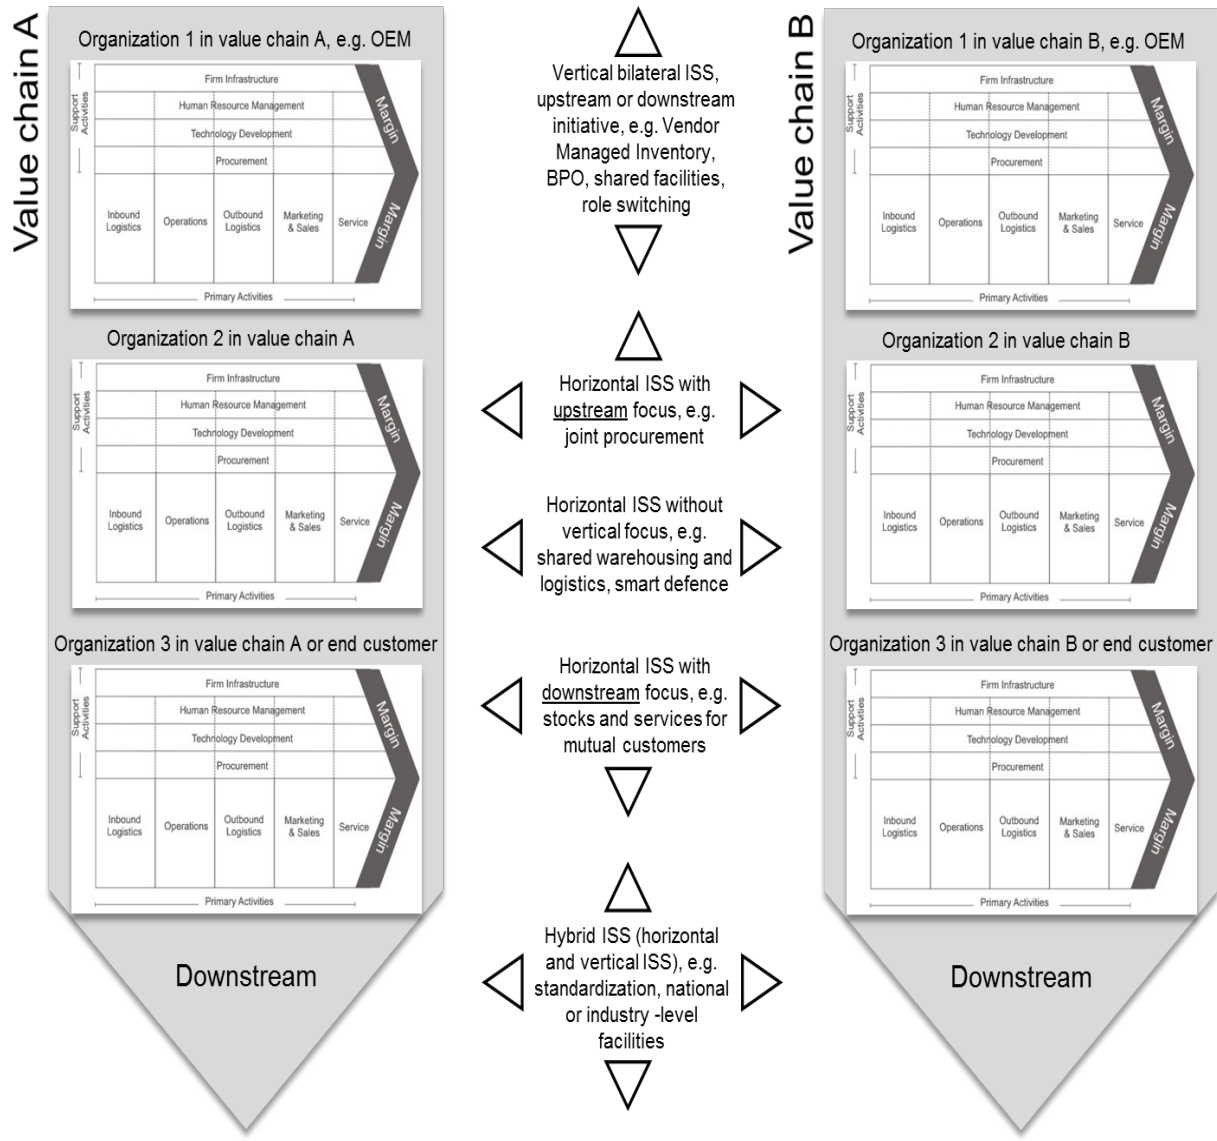 Value chain A
Organization 1 in value chain A, e.g. OEM
Support
Activities
Firm Infrastructure
Human Resource Management
Technology Development
Procurement
Inbound
Logistics
Operations
Outbound
Logistics
Marketing
& Sales
Service
Margin
Margin
Primary Activities
Organization 2 in value chain A
Support
Activities
Firm Infrastructure
Human Resource Management
Technology Development
Procurement
Inbound
Logistics
Operations
Outbound
Logistics
Marketing
& Sales
Service
Margin
Margin
Primary Activities
Organization 3 in value chain A or end customer
Support
Activities
Firm Infrastructure
Human Resource Management
Technology Development
Procurement
Inbound
Logistics
Operations
Outbound
Logistics
Marketing
& Sales
Service
Margin
Margin
Primary Activities
Downstream
Vertical bilateral ISS,
upstream or downstream
initiative, e.g. Vendor
Managed Inventory,
BPO, shared facilities,
role switching
Horizontal ISS with
upstream focus, e.g.
joint procurement
Horizontal ISS without
vertical focus, e.g.
shared warehousing and
logistics, smart defence
Horizontal ISS with
downstream focus, e.g.
stocks and services for
mutual customers
Hybrid ISS (horizontal
and vertical ISS), e.g.
standardization, national
or industry -level
facilities
Value chain B
Organization 1 in value chain B, e.g. OEM
Support
Activities
Firm Infrastructure
Human Resource Management
Technology Development
Procurement
Inbound
Logistics
Operations
Outbound
Logistics
Marketing
& Sales
Service
Margin
Margin
Primary Activities
Organization 2 in value chain B
Support
Activities
Firm Infrastructure
Human Resource Management
Technology Development
Procurement
Inbound
Logistics
Operations
Outbound
Logistics
Marketing
& Sales
Service
Margin
Margin
Primary Activities
Organization 3 in value chain B or end customer
Support
Activities
Firm Infrastructure
Human Resource Management
Technology Development
Procurement
Inbound
Logistics
Operations
Outbound
Logistics
Marketing
& Sales
Service
Margin
Margin
Primary Activities
Downstream